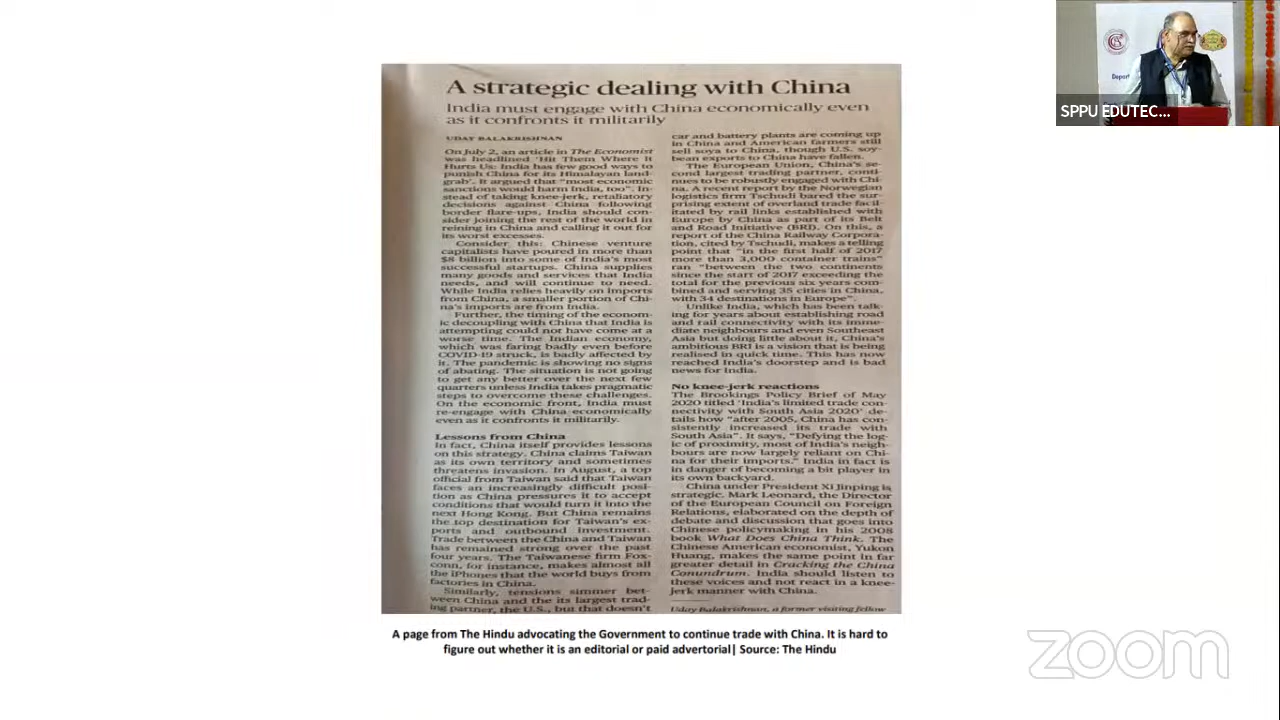 A strategic dealing with China
India must engage with China economically even
as it confronts it militarily
UDAY BALAKRISHNAN
On July 2, an article in The Economist
was headlined 'Hit Them Where It
Hurts Us: India has few good ways to
punish China for its Himalayan land-
grab'. It argued that "most economic
sanctions would harm India, too". In-
stead of taking knee-jerk, retaliatory
decisions against China following
border flare-ups, India should con-
sider joining the rest of the world in
reining in China and calling it out for
its worst excesses.
Consider this: Chinese venture
capitalists have poured in more than
$8 billion into some of India's most
successful startups. China supplies
many goods and services that India
needs, and will continue to need.
While India relies heavily on imports
from China, a smaller portion of Chi-
na's imports are from India.
Further, the timing of the econom-
ic decoupling with China that India is
attempting could not have come at a
worse time. The Indian economy,
which was faring badly even before
COVID-19 struck, is badly affected by
it. The pandemic is showing no signs
of abating. The situation is not going
to get any better over the next few
quarters unless India takes pragmatic
steps to overcome these challenges.
On the economic front, India must
re-engage with China economically
even as it confronts it militarily.
Lessons from China
In fact, China itself provides lessons
on this strategy. China claims Taiwan
as its own territory and sometimes
threatens invasion. In August, a top
official from Taiwan said that Taiwan
faces an increasingly difficult posi-
tion as China pressures it to accept
conditions that would turn it into the
next Hong Kong. But China remains
the top destination for Taiwan's ex-
ports and outbound investment.
Trade between the China and Taiwan
has remained strong over the past
four years. The Taiwanese firm Fox-
conn, for instance, makes almost all
the iPhones that the world buys from
factories in China.
Similarly, tensions simmer bet-
ween China and the its largest trad-
ing partner, the U.S., but that doesn't
car and battery plants are coming up
in China and American farmers still
sell soya to China, though U.S. soy-
bean exports to China have fallen.
The European Union, China's se-
cond largest trading partner, conti-
nues to be robustly engaged with Chi-
na. A recent report by the Norwegian
logistics firm Tschudi bared the sur-
prising extent of overland trade facil-
itated by rail links established with
Europe by China as part of its Belt
and Road Initiative (BRI). On this, a
report of the China Railway Corpora-
tion, cited by Tschudi, makes a telling
point that "in the first half of 2017
more than 3,000 container trains"
ran "between the two continents
since the start of 2017 exceeding the
total for the previous six years com-
bined and serving 35 cities in China,
with 34 destinations in Europe".
Unlike India, which has been talk-
ing for years about establishing road
and rail connectivity with its imme-
diate neighbours and even Southeast
Asia but doing little about it, China's
ambitious BRI is a vision that is being
realised in quick time. This has now
reached India's doorstep and is bad
news for India.
No knee-jerk reactions
The Brookings Policy Brief of May
2020 titled 'India's limited trade con-
nectivity with South Asia 2020' de-
tails how "after 2005, China has con-
sistently increased its trade with
South Asia". It says, "Defying the log-
ic of proximity, most of India's neigh-
bours are now largely reliant on Chi-
na for their imports." India in fact is
in danger of becoming a bit player in
its own backyard.
China under President Xi Jinping is
strategic. Mark Leonard, the Director
of the European Council on Foreign
Relations, elaborated on the depth of
debate and discussion that goes into
Chinese policymaking in his 2008
book What Does China Think. The
Chinese American economist, Yukon
Huang, makes the same point in far
greater detail in Cracking the China
Conundrum. India should listen to
these voices and not react in a knee-
jerk manner with China.
Uday Balakrishnan, a former visiting fellow
A page from The Hindu advocating the Government to continue trade with China. It is hard to
figure out whether it is an editorial or paid advertorial| Source: The Hindu
Depart
SPPU EDUTEC...
zoom